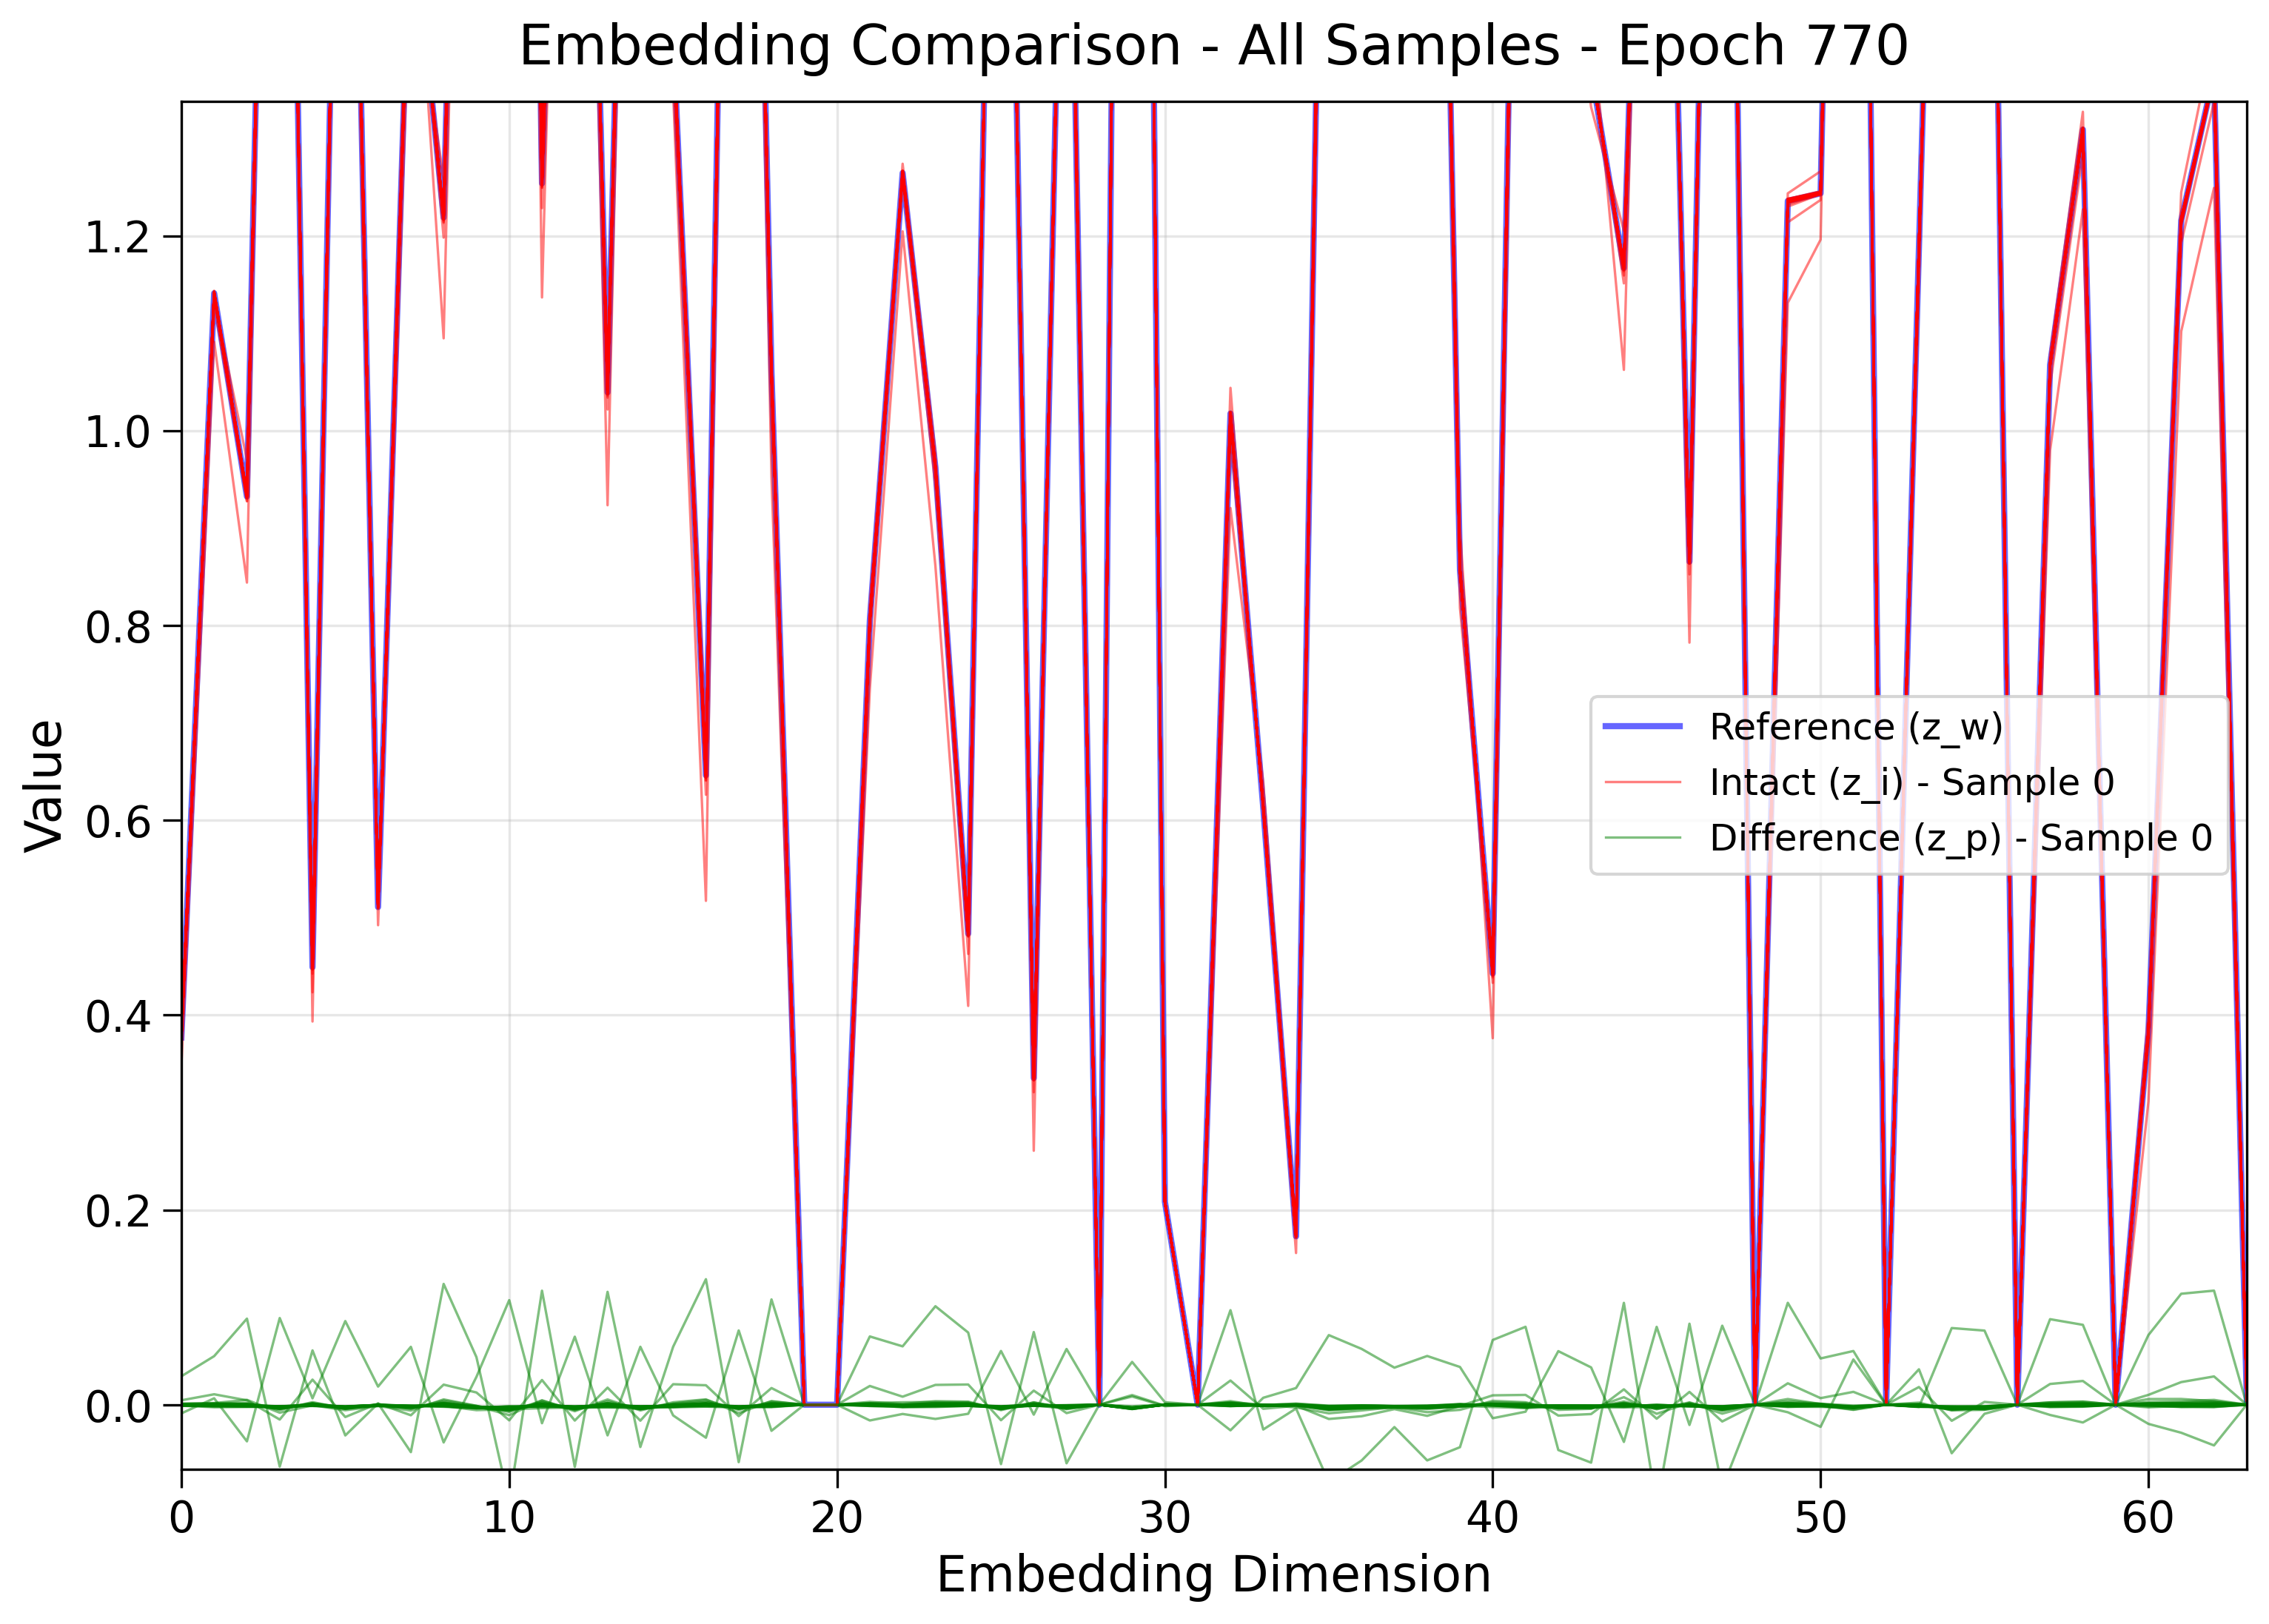 Embedding Comparison - All Samples - Epoch 770
1.2
1.0
0.8
0.6
0.4
0.2
0.0
Value
Reference (z_w)
Intact (z_i) - Sample 0
Difference (z_p) - Sample 0
0 10 20 30 40 50 60
Embedding Dimension